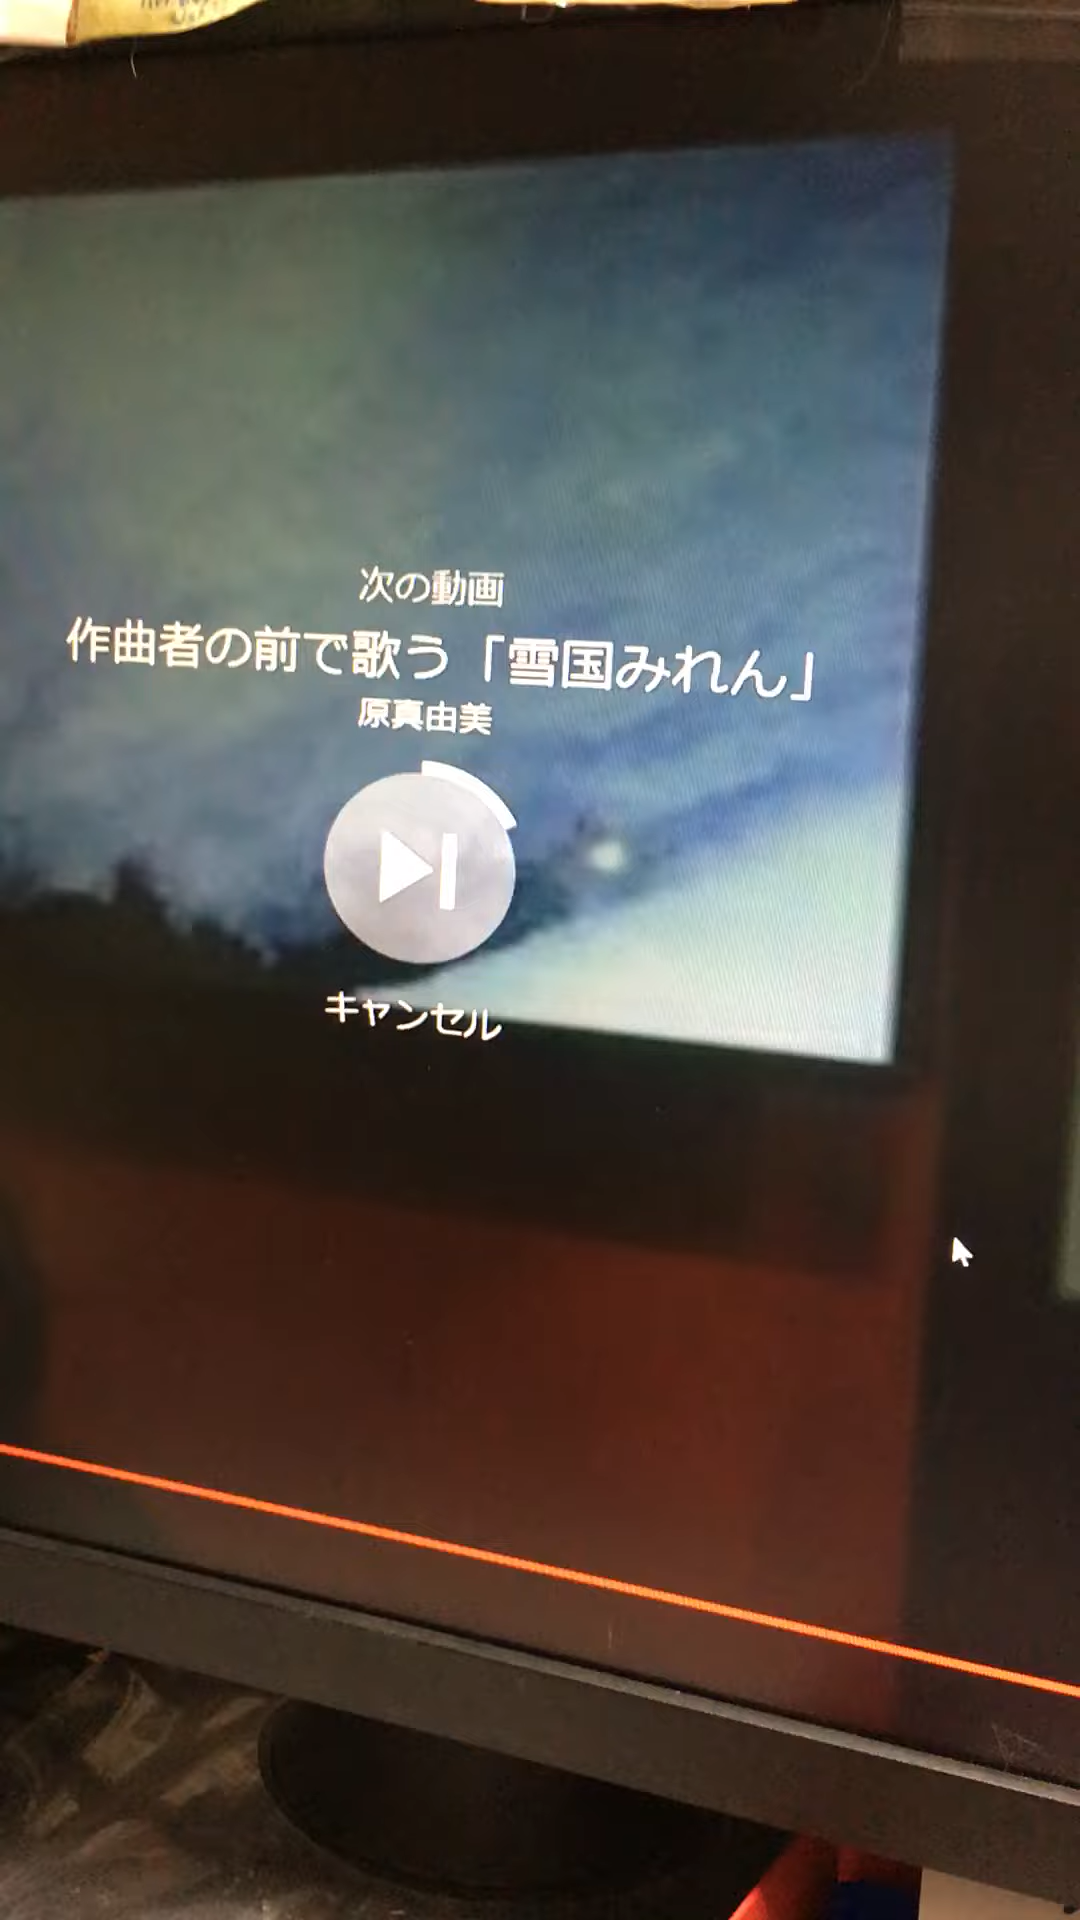 次の動画
作曲者の前で歌う「雪国みれん」
原真由美
キャンセル